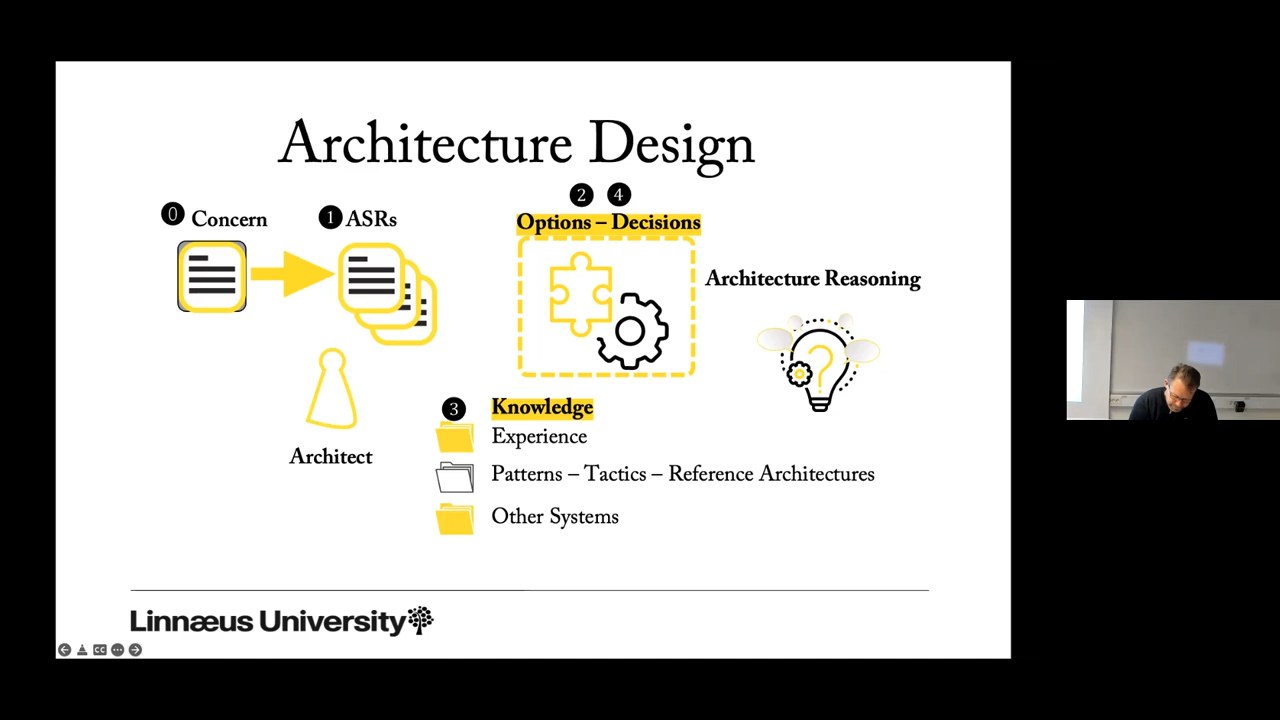 Architecture Design
0 Concern
1 ASRs
2 4
Options – Decisions
Architecture Reasoning
?
Architect
3 Knowledge
Experience
Patterns – Tactics – Reference Architectures
Other Systems
Linnæus University
CC